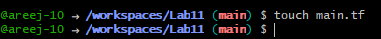 @areej-10 → /workspaces/Lab11 (main) $ touch main.tf
@areej-10 → /workspaces/Lab11 (main) $